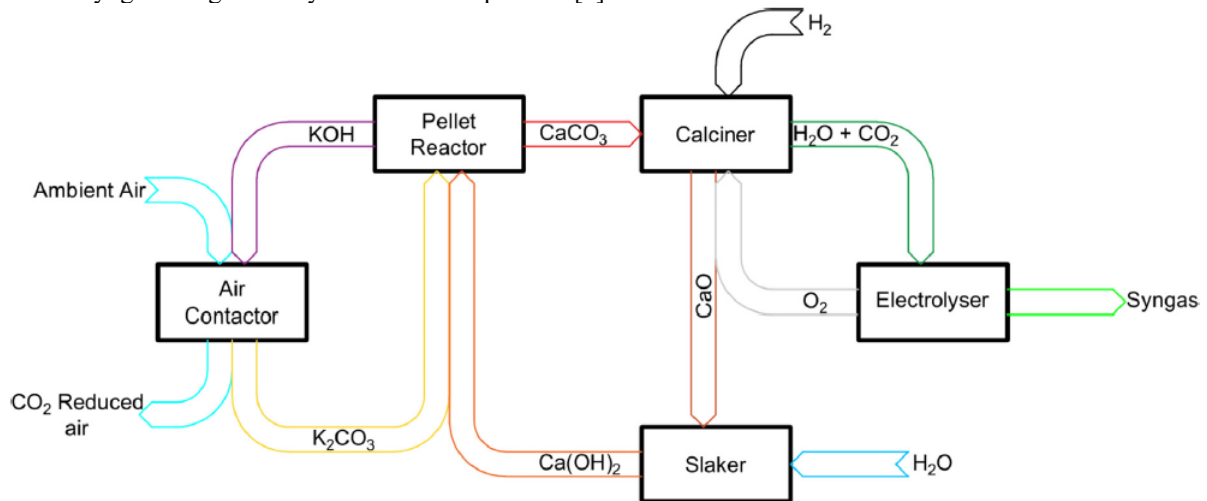 H₂
KOH
Pellet
Reactor
CaCO₃
Calciner
H₂O + CO₂
Ambient Air
Air
Contactor
CaO
O₂
Electrolyser
Syngas
CO₂ Reduced
air
K₂CO₃
Ca(OH)₂
Slaker
H₂O